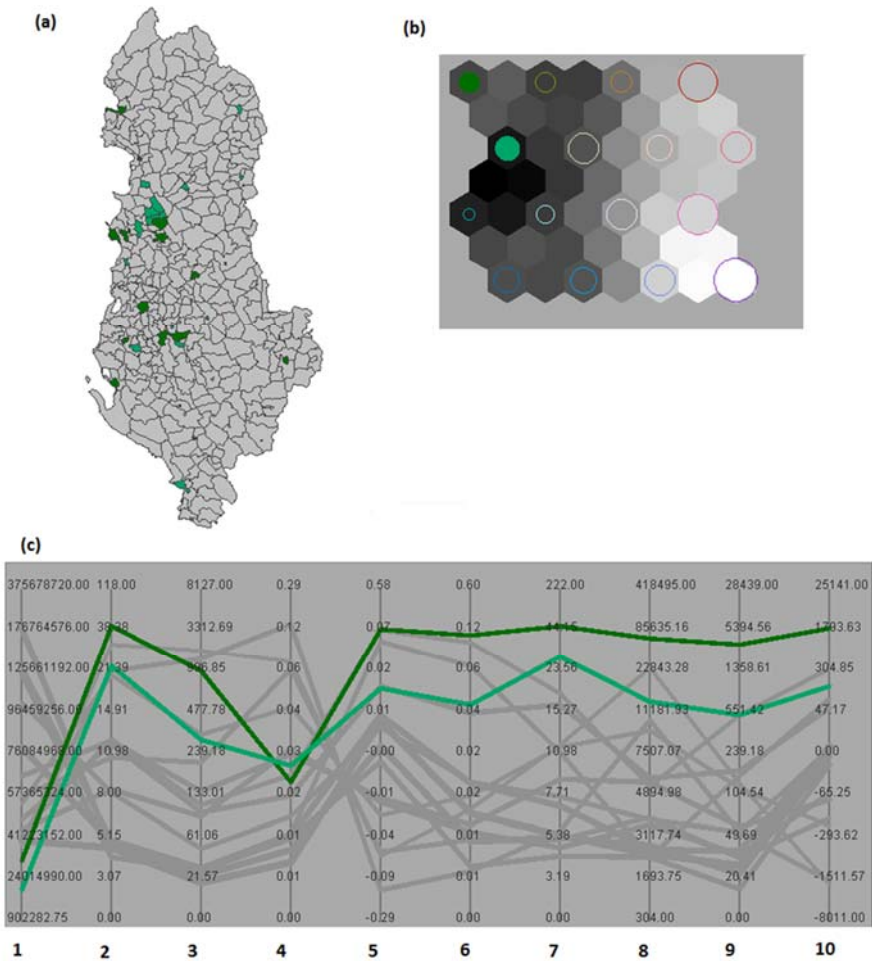 (a)
(b)
(c)
375678720.00 118.00 8127.00 0.29 0.58 0.60 222.00 418495.00 28439.00 25141.00
176764576.00 3312.69 0.12 0.07 0.12 44.15 85635.16 5394.56
125661192.00 21.39 0.06 0.02 0.06 23.56 22843.28 1358.61 304.85
96459256.00 14.91 477.78 0.04 0.01 0.04 15.27 11181.93 551.42 47.17
76084968.00 10.98 239.18 0.03 -0.00 0.02 10.98 7507.07 239.18 0.00
8.00 133.01 0.02 -0.01 0.02 7.71 4894.98 104.54 -65.25
41223152.00 5.15 61.06 0.01 -0.04 0.01 5.38 3117.74 49.69 -293.62
24014990.00 3.07 21.57 0.01 -0.09 0.01 3.19 1693.75 20.41 -1511.57
902282.75 0.00 0.00 0.00 -0.29 0.00 0.00 304.00 0.00 -8011.00
1 2 3 4 5 6 7 8 9 10